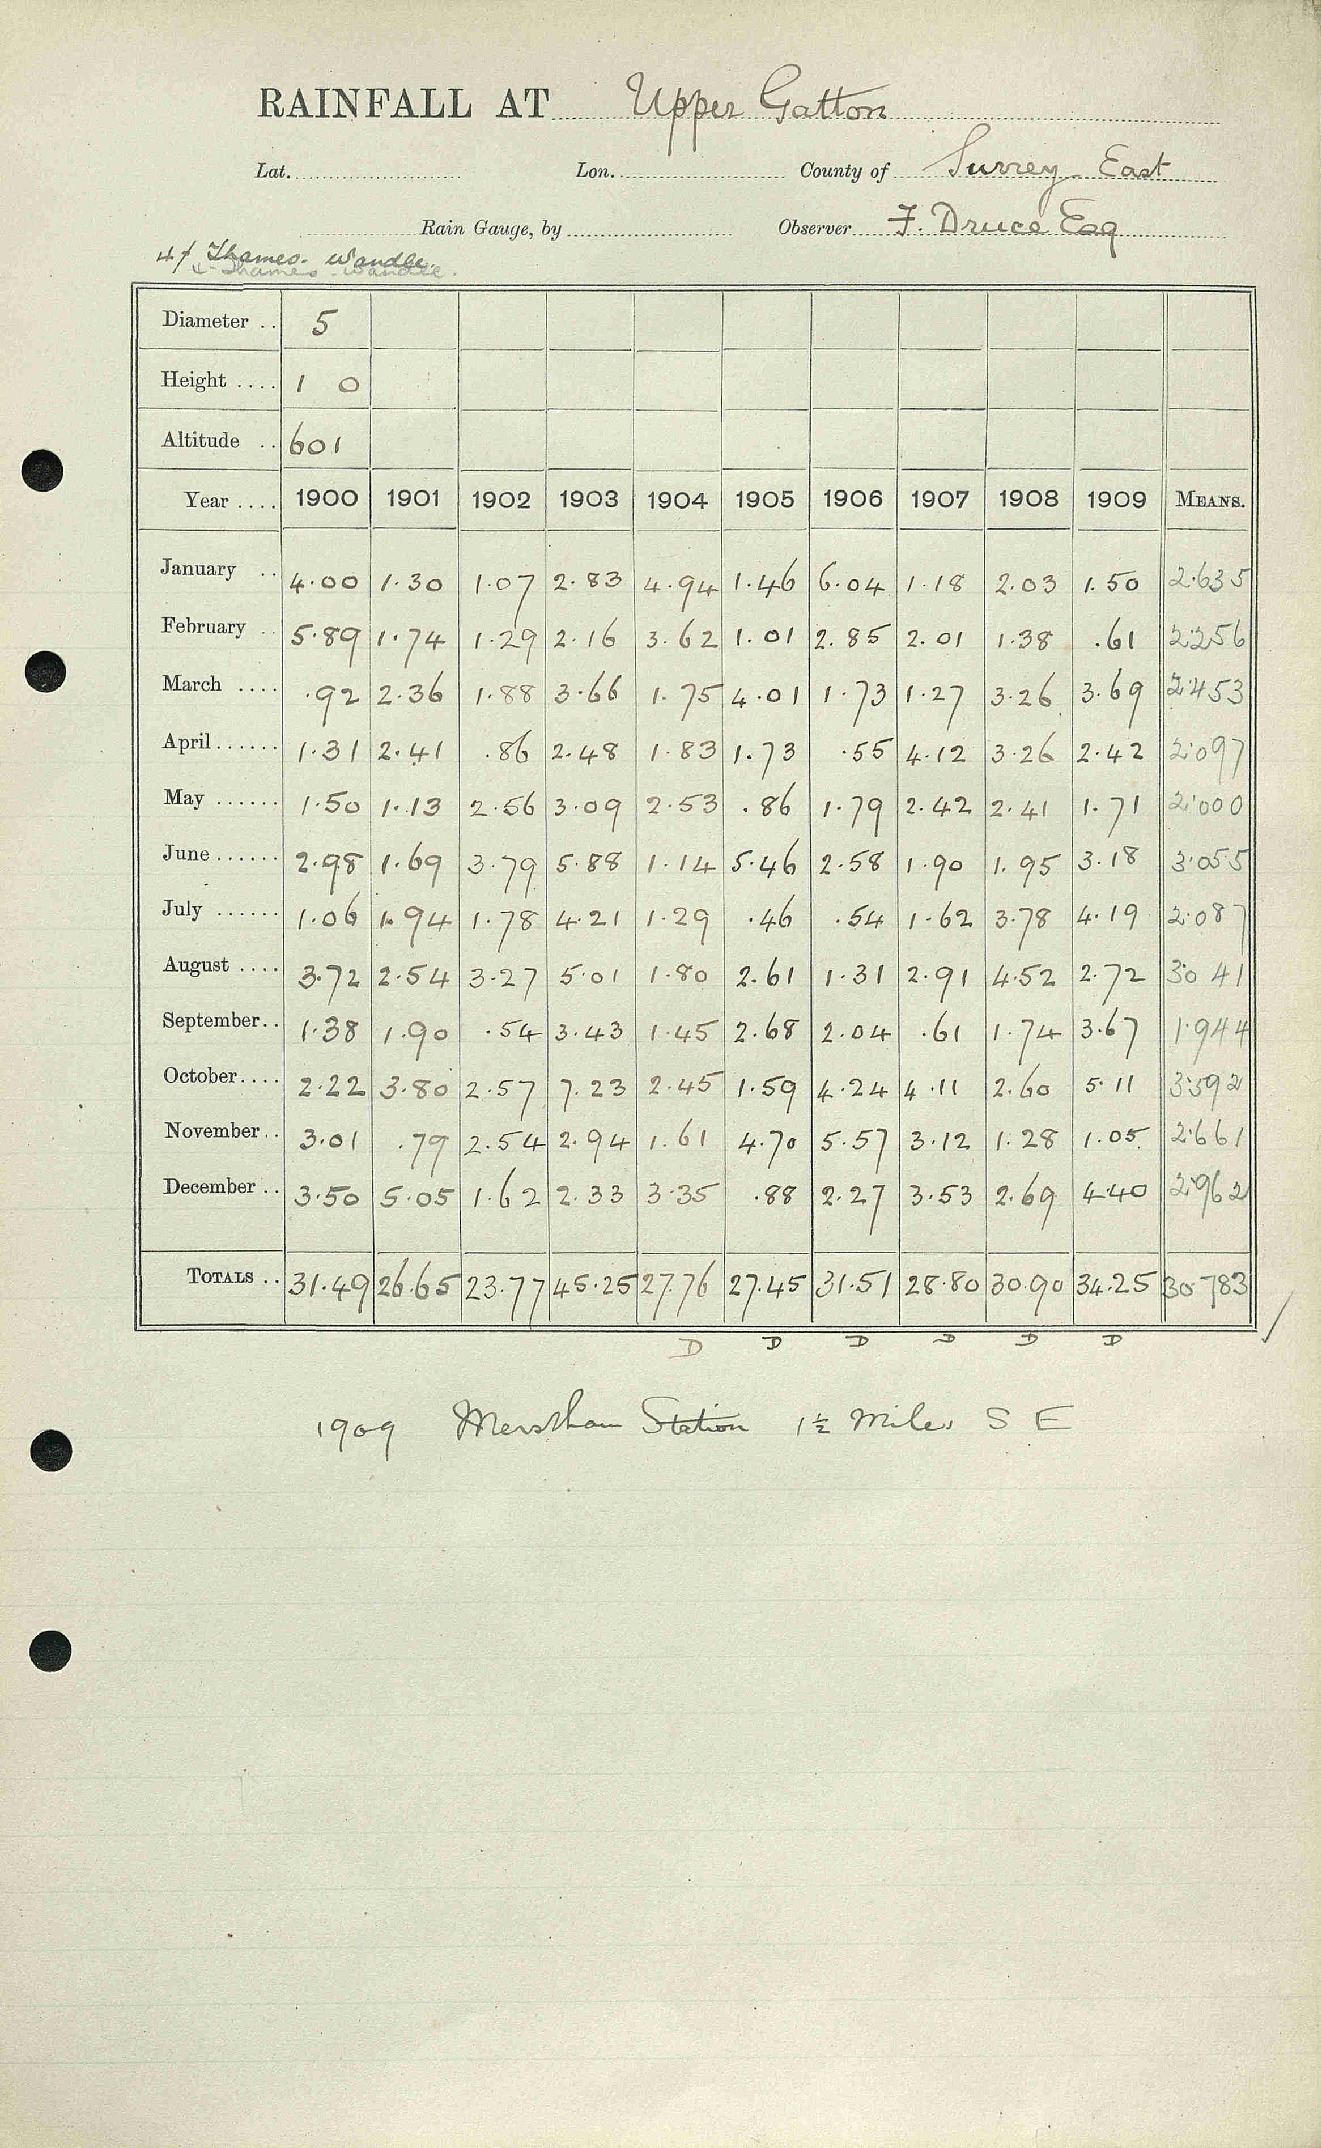 RAINFALL AT Upper Gatton
Lat. Lon. County of Surrey - East
Rain Gauge, by Observer F. Druce Esq
4f Thames - Wandle.
Thames - Wandle.
Diameter .. 5
Height .... 1 0
Altitude .. 601
Year .... 1900 1901 1902 1903 1904 1905 1906 1907 1908 1909 MEANS.
January .. 4.00 1.30 1.07 2.83 4.94 1.46 6.04 1.18 2.03 1.50 2.635
February .. 5.89 1.74 1.29 2.16 3.62 1.01 2.85 2.01 1.38 .61 2.256
March .... .92 2.36 1.88 3.66 1.75 4.01 1.73 1.27 3.26 3.69 2.453
April...... 1.31 2.41 .86 2.48 1.83 1.73 .55 4.12 3.26 2.42 2.097
May ...... 1.50 1.13 2.56 3.09 2.53 .86 1.79 2.42 2.41 1.71 2.000
June...... 2.98 1.69 3.79 5.88 1.14 5.46 2.58 1.90 1.95 3.18 3.055
July ...... 1.06 1.94 1.78 4.21 1.29 .46 .54 1.62 3.78 4.19 2.087
August .... 3.72 2.54 3.27 5.01 1.80 2.61 1.31 2.91 4.52 2.72 3.041
September.. 1.38 1.90 .54 3.43 1.45 2.68 2.04 .61 1.74 3.67 1.944
October.... 2.22 3.80 2.57 7.23 2.45 1.59 4.24 4.11 2.60 5.11 3.592
November.. 3.01 .79 2.54 2.94 1.61 4.70 5.57 3.12 1.28 1.05 2.661
December .. 3.50 5.05 1.62 2.33 3.35 .88 2.27 3.53 2.69 4.40 2.962
TOTALS .. 31.49 26.65 23.77 45.25 27.76 27.45 31.51 28.80 30.90 34.25 30.783
D D D D D D
1909 Merstham Station 1½ Miles S E